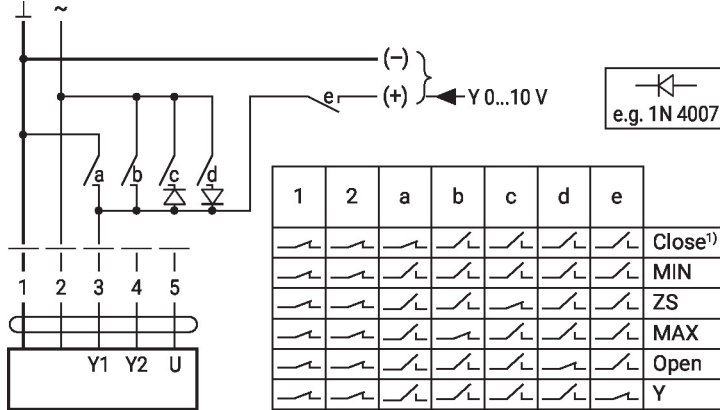 ~
(–)
e
(+)
Y 0...10 V
e.g. 1N 4007
a b c d
1 2 a b c d e
Close¹⁾
MIN
ZS
MAX
Open
Y
1 2 3 4 5
Y1 Y2 U